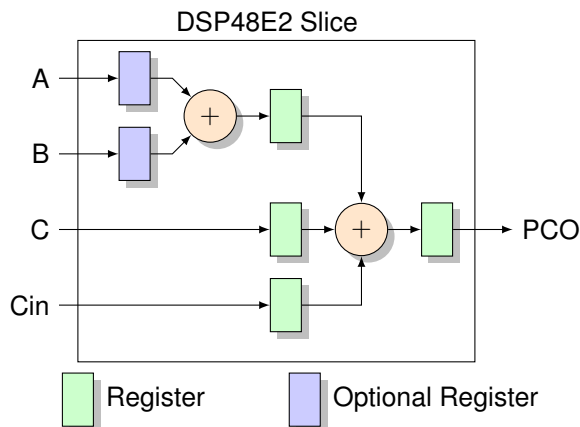 DSP48E2 Slice
A
+
B
C
+
PCO
Cin
Register
Optional Register